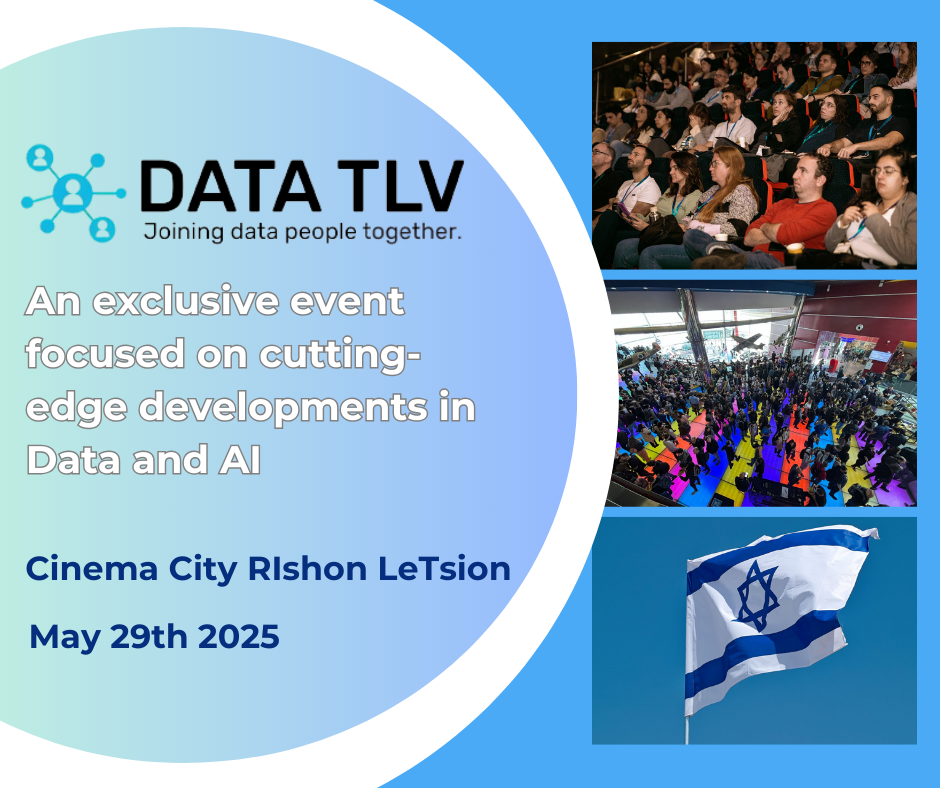 DATA TLV
Joining data people together.
An exclusive event
focused on cutting-
edge developments in
Data and AI
Cinema City RIshon LeTsion
May 29th 2025